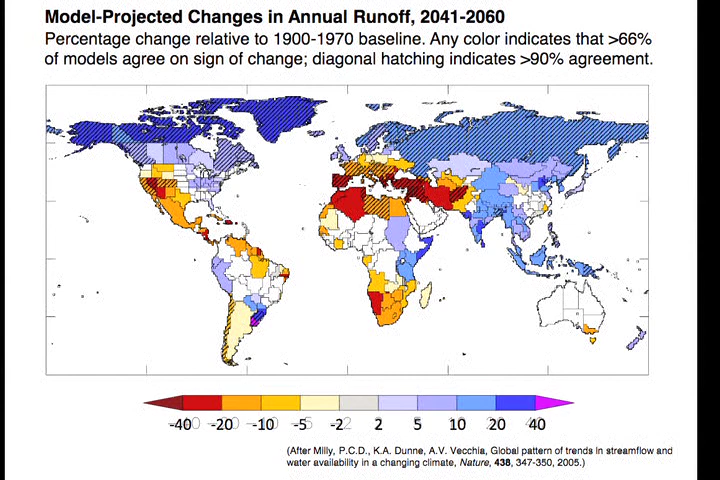 Model-Projected Changes in Annual Runoff, 2041-2060
Percentage change relative to 1900-1970 baseline. Any color indicates that >66%
of models agree on sign of change; diagonal hatching indicates >90% agreement.
-40 -20 -10 -5 -2 2 5 10 20 40
(After Milly, P.C.D., K.A. Dunne, A.V. Vecchia, Global pattern of trends in streamflow and
water availability in a changing climate, Nature, 438, 347-350, 2005.)